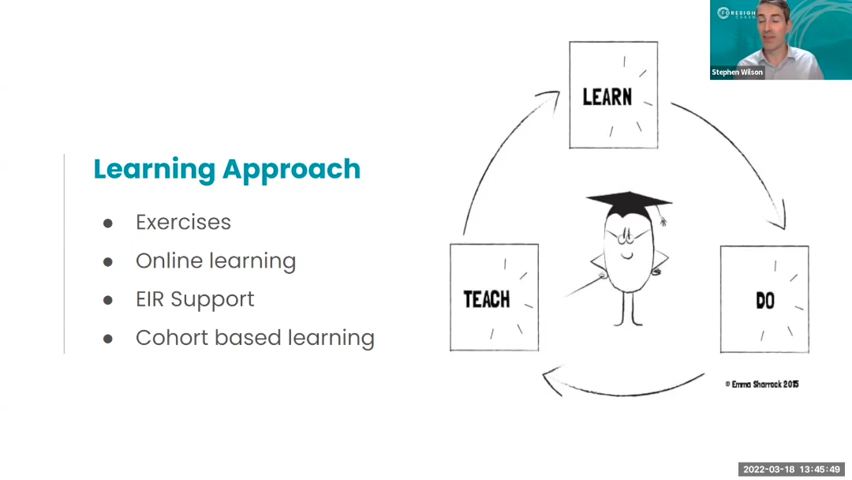 Learning Approach
● Exercises
● Online learning
● EIR Support
● Cohort based learning
LEARN
TEACH
DO
© Emma Sharrock 2015
Stephen Wilson
2022-03-18 13:45:49